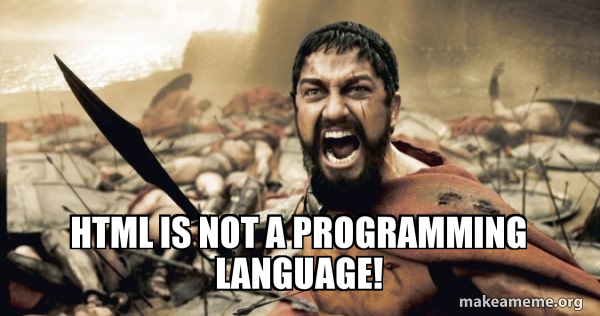 HTML IS NOT A PROGRAMMING
LANGUAGE!
makeameme.org